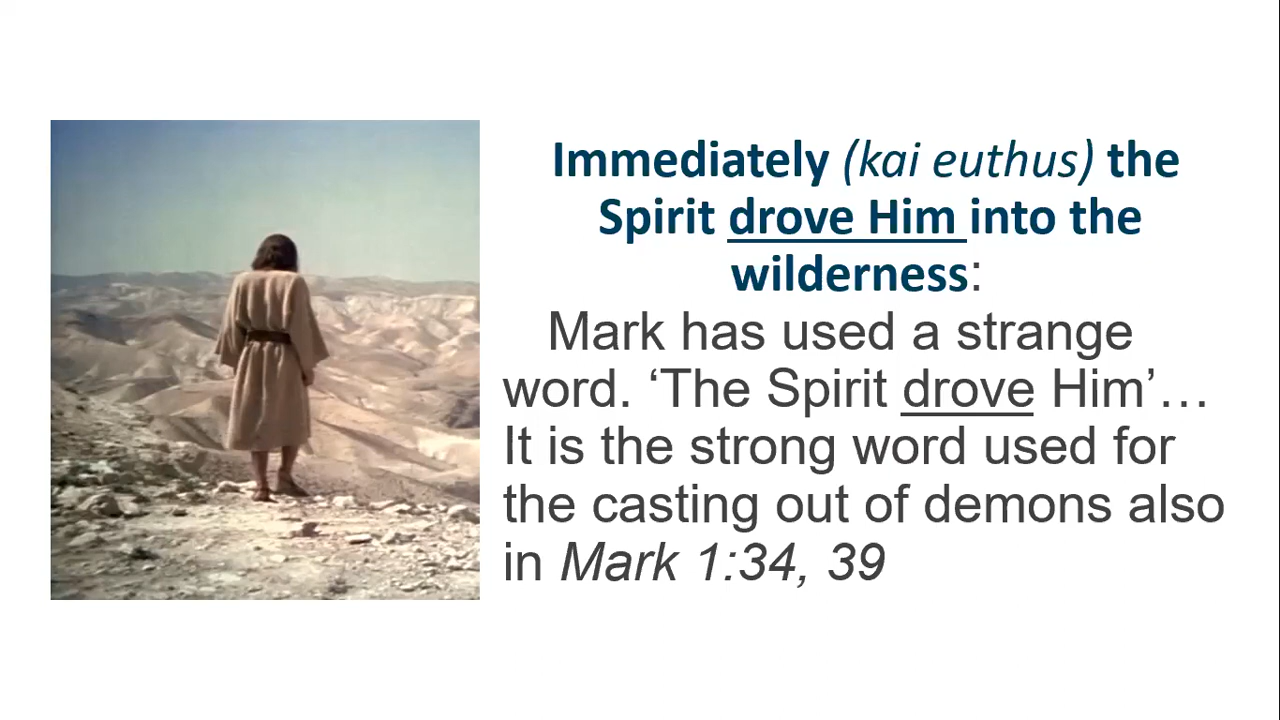 Immediately (kai euthus) the
Spirit drove Him into the
wilderness:
Mark has used a strange
word. ‘The Spirit drove Him’…
It is the strong word used for
the casting out of demons also
in Mark 1:34, 39